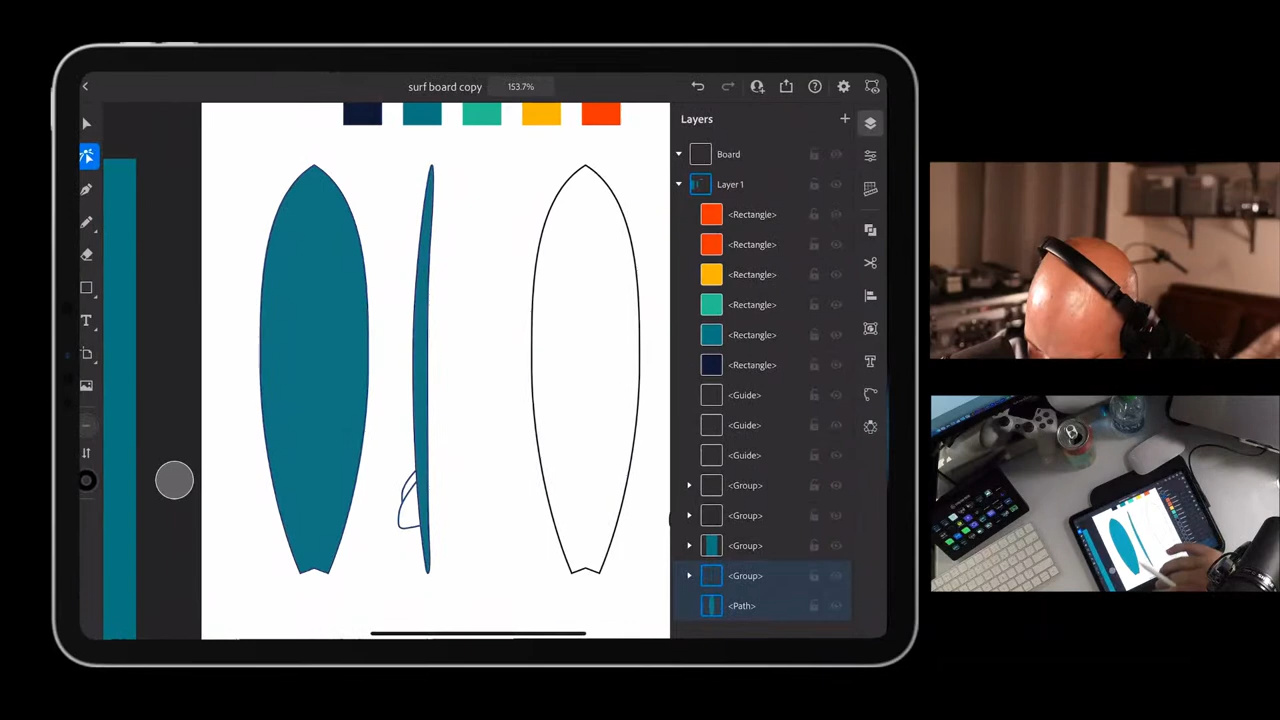 surf board copy 153.7%
Layers
Board
Layer 1
<Rectangle>
<Rectangle>
<Rectangle>
<Rectangle>
<Rectangle>
<Rectangle>
<Guide>
<Guide>
<Guide>
<Group>
<Group>
<Group>
<Group>
<Path>